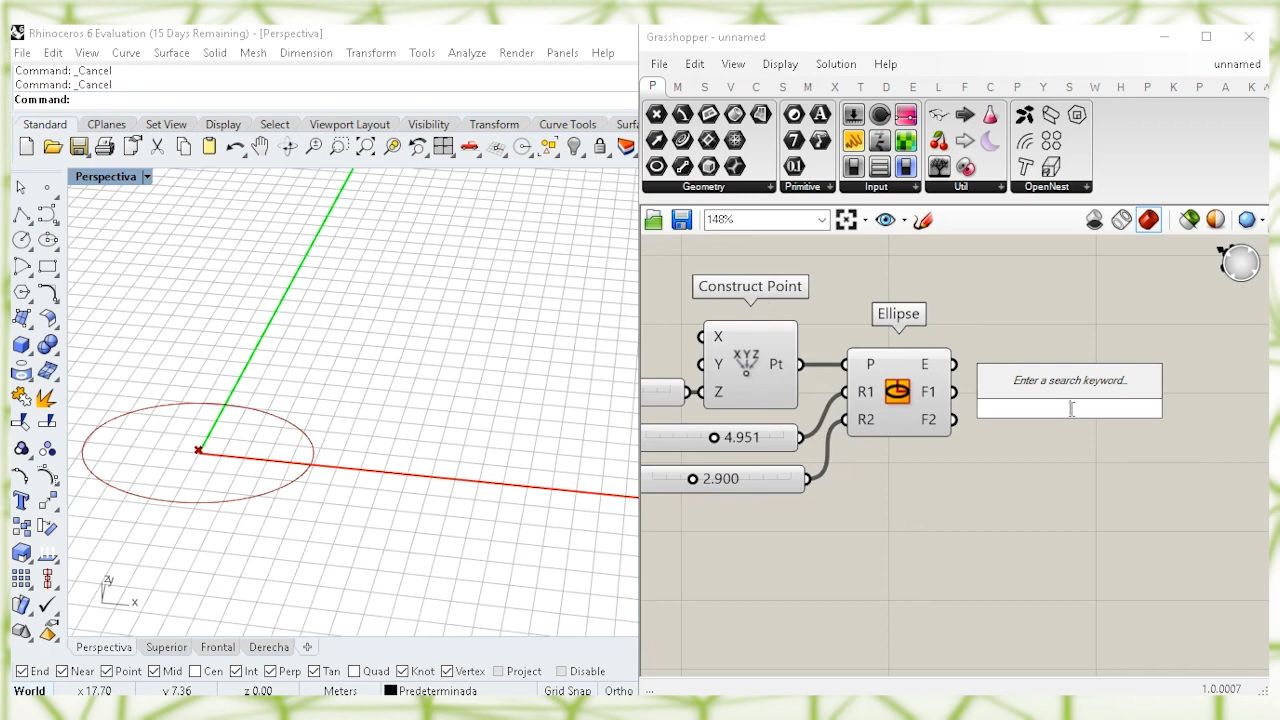 Rhinoceros 6 Evaluation (15 Days Remaining) - [Perspectiva]
File Edit View Curve Surface Solid Mesh Dimension Transform Tools Analyze Render Panels Help
Command: _Cancel
Command: _Cancel
Command:
Standard CPlanes Set View Display Select Viewport Layout Visibility Transform Curve Tools Surfa
Perspectiva
zy
x
Perspectiva Superior Frontal Derecha
End Near Point Mid Cen Int Perp Tan Quad Knot Vertex Project Disable
World x 17.70 y 7.36 z 0.00 Meters Predeterminada Grid Snap Ortho
Grasshopper - unnamed
File Edit View Display Solution Help unnamed
P M S V C S M X T D E L F C P Y S W H P K P A K
Geometry Primitive Input Util OpenNest
148%
Construct Point
X
Y
Z
XYZ
Pt
Ellipse
P E
R1 F1
R2 F2
4.951
2.900
Enter a search keyword...
... 1.0.0007